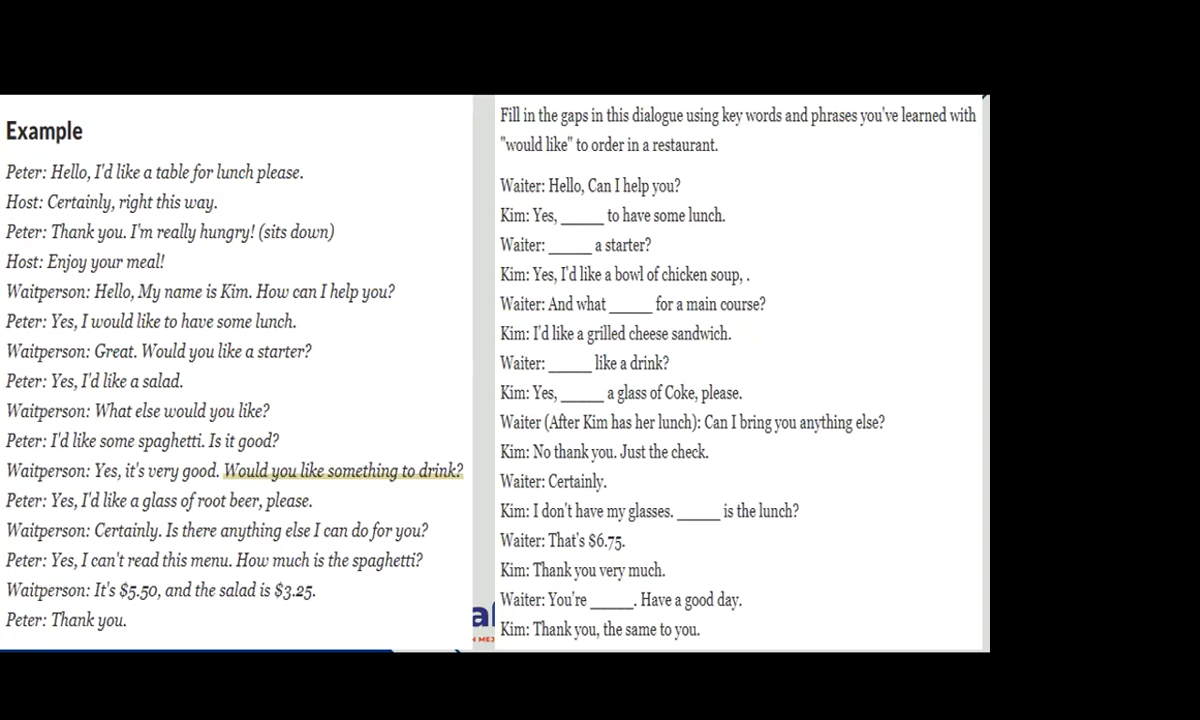 Example
Peter: Hello, I'd like a table for lunch please.
Host: Certainly, right this way.
Peter: Thank you. I'm really hungry! (sits down)
Host: Enjoy your meal!
Waitperson: Hello, My name is Kim. How can I help you?
Peter: Yes, I would like to have some lunch.
Waitperson: Great. Would you like a starter?
Peter: Yes, I'd like a salad.
Waitperson: What else would you like?
Peter: I'd like some spaghetti. Is it good?
Waitperson: Yes, it's very good. Would you like something to drink?
Peter: Yes, I'd like a glass of root beer, please.
Waitperson: Certainly. Is there anything else I can do for you?
Peter: Yes, I can't read this menu. How much is the spaghetti?
Waitperson: It's $5.50, and the salad is $3.25.
Peter: Thank you.
Fill in the gaps in this dialogue using key words and phrases you've learned with
"would like" to order in a restaurant.
Waiter: Hello, Can I help you?
Kim: Yes, _____ to have some lunch.
Waiter: _____ a starter?
Kim: Yes, I'd like a bowl of chicken soup, .
Waiter: And what _____ for a main course?
Kim: I'd like a grilled cheese sandwich.
Waiter: _____ like a drink?
Kim: Yes, _____ a glass of Coke, please.
Waiter (After Kim has her lunch): Can I bring you anything else?
Kim: No thank you. Just the check.
Waiter: Certainly.
Kim: I don't have my glasses. _____ is the lunch?
Waiter: That's $6.75.
Kim: Thank you very much.
Waiter: You're _____. Have a good day.
Kim: Thank you, the same to you.